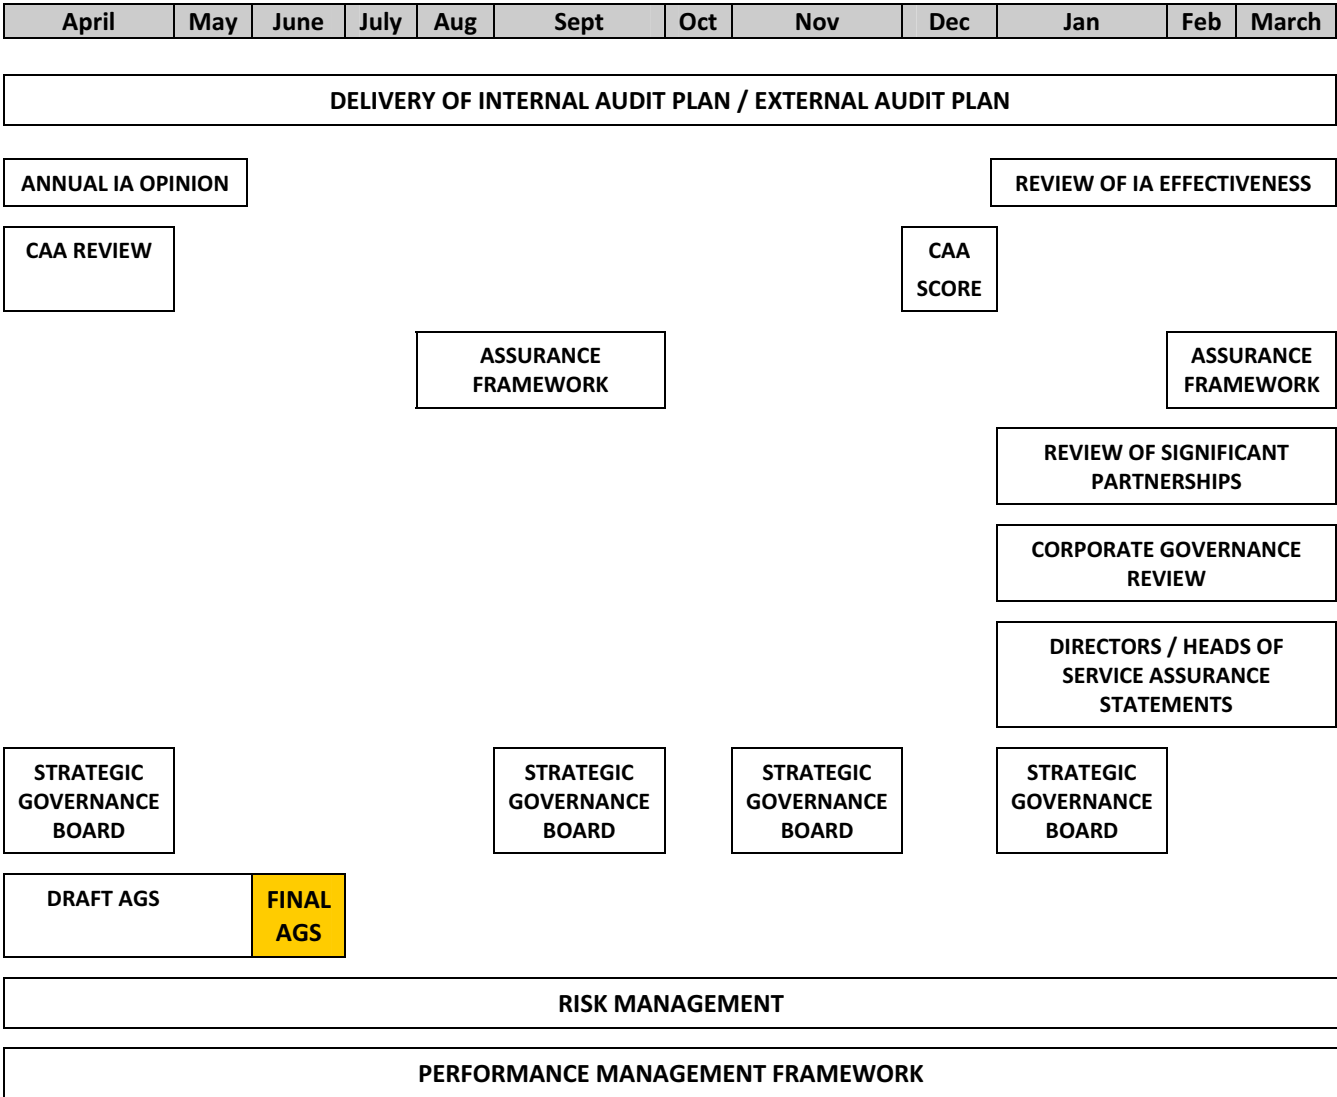 April May June July Aug Sept Oct Nov Dec Jan Feb March
DELIVERY OF INTERNAL AUDIT PLAN / EXTERNAL AUDIT PLAN
ANNUAL IA OPINION
REVIEW OF IA EFFECTIVENESS
CAA REVIEW
CAA
SCORE
ASSURANCE
FRAMEWORK
ASSURANCE
FRAMEWORK
REVIEW OF SIGNIFICANT
PARTNERSHIPS
CORPORATE GOVERNANCE
REVIEW
DIRECTORS / HEADS OF
SERVICE ASSURANCE
STATEMENTS
STRATEGIC
GOVERNANCE
BOARD
STRATEGIC
GOVERNANCE
BOARD
STRATEGIC
GOVERNANCE
BOARD
STRATEGIC
GOVERNANCE
BOARD
DRAFT AGS
FINAL
AGS
RISK MANAGEMENT
PERFORMANCE MANAGEMENT FRAMEWORK